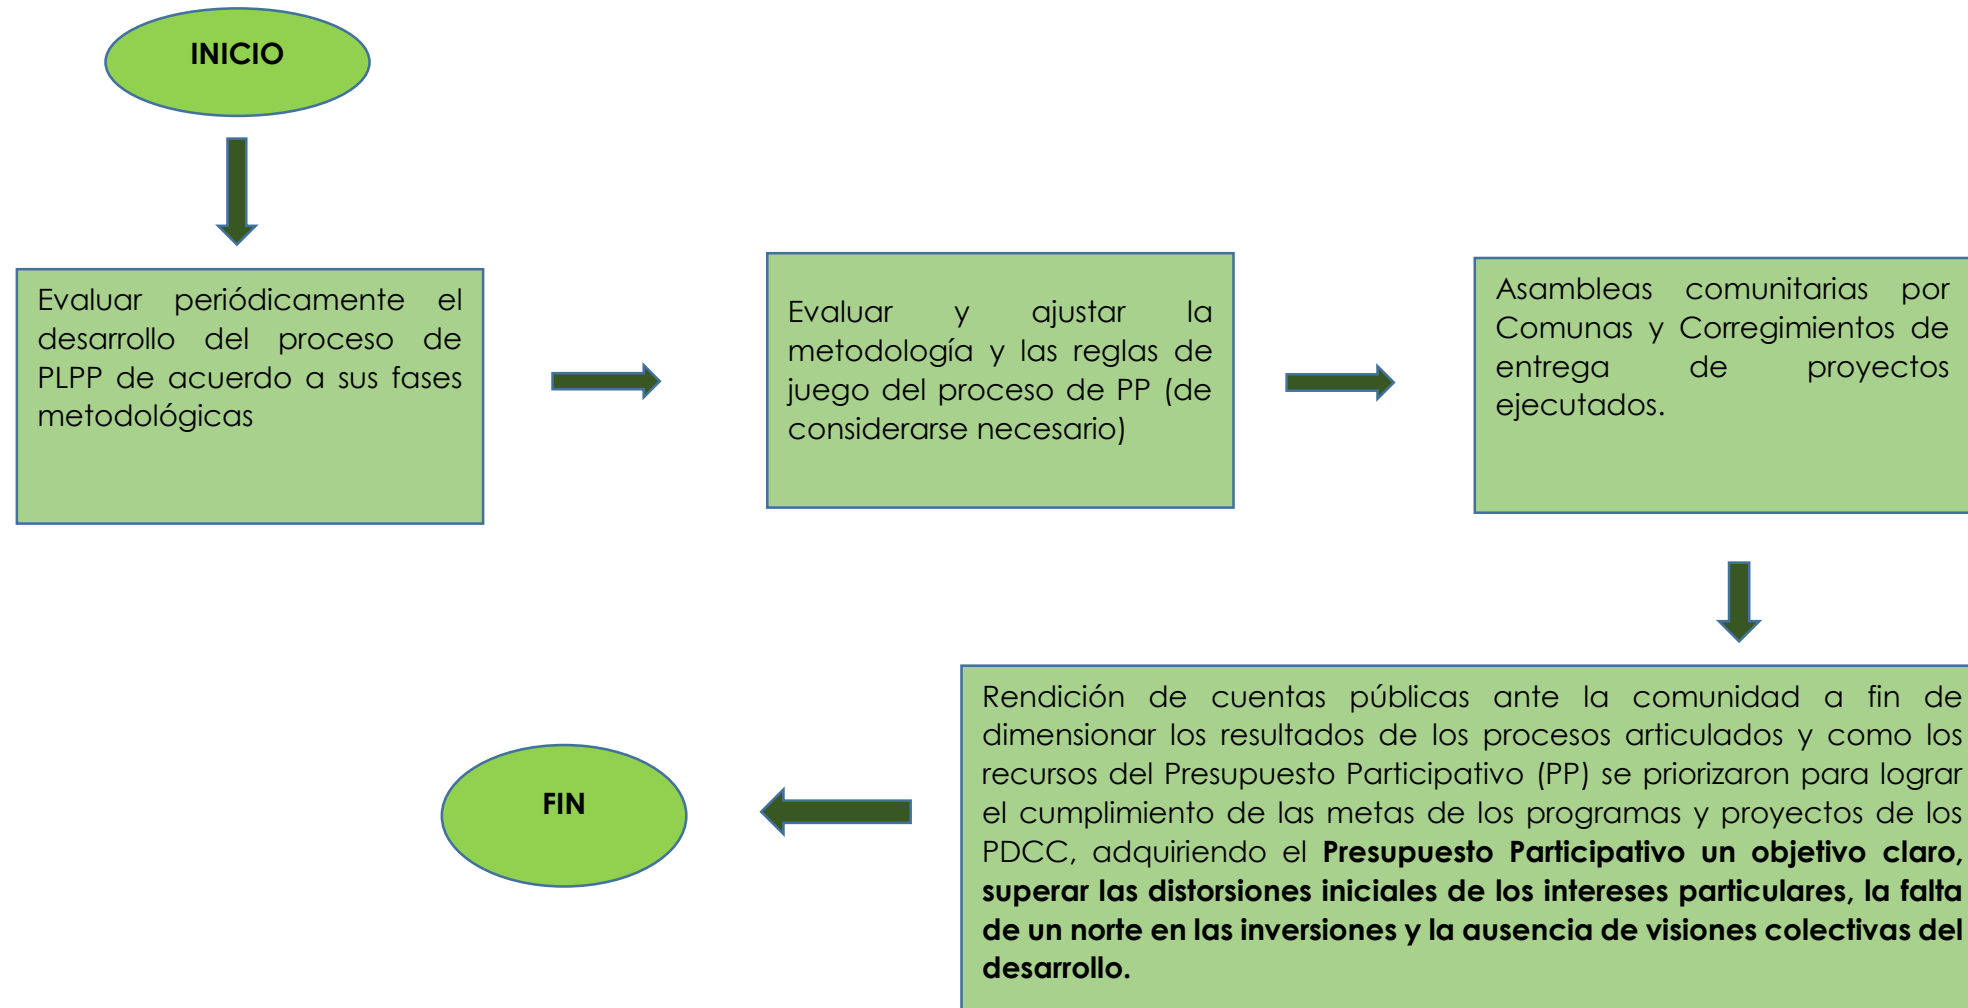 INICIO
Evaluar periódicamente el
desarrollo del proceso de
PLPP de acuerdo a sus fases
metodológicas
Evaluar y ajustar la
metodología y las reglas de
juego del proceso de PP (de
considerarse necesario)
Asambleas comunitarias por
Comunas y Corregimientos de
entrega de proyectos
ejecutados.
Rendición de cuentas públicas ante la comunidad a fin de
dimensionar los resultados de los procesos articulados y como los
recursos del Presupuesto Participativo (PP) se priorizaron para lograr
el cumplimiento de las metas de los programas y proyectos de los
PDCC, adquiriendo el Presupuesto Participativo un objetivo claro,
superar las distorsiones iniciales de los intereses particulares, la falta
de un norte en las inversiones y la ausencia de visiones colectivas del
desarrollo.
FIN